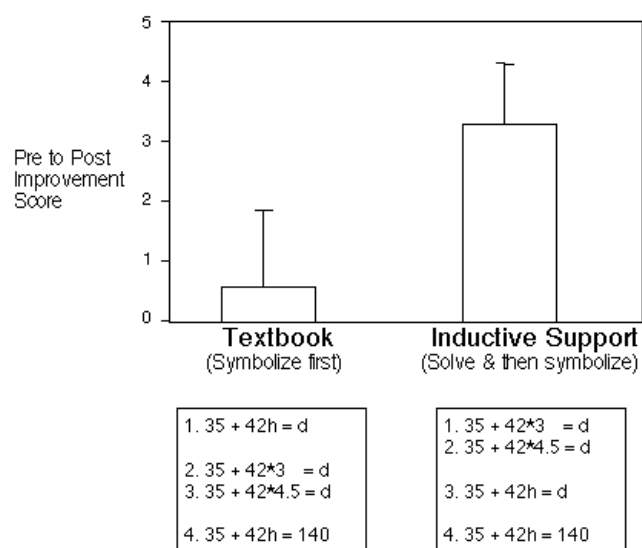 5
4
3
2
1
0
Pre to Post
Improvement
Score
Textbook
(Symbolize first)
Inductive Support
(Solve & then symbolize)
1. 35 + 42h = d
2. 35 + 42*3 = d
3. 35 + 42*4.5 = d
4. 35 + 42h = 140
1. 35 + 42*3 = d
2. 35 + 42*4.5 = d
3. 35 + 42h = d
4. 35 + 42h = 140